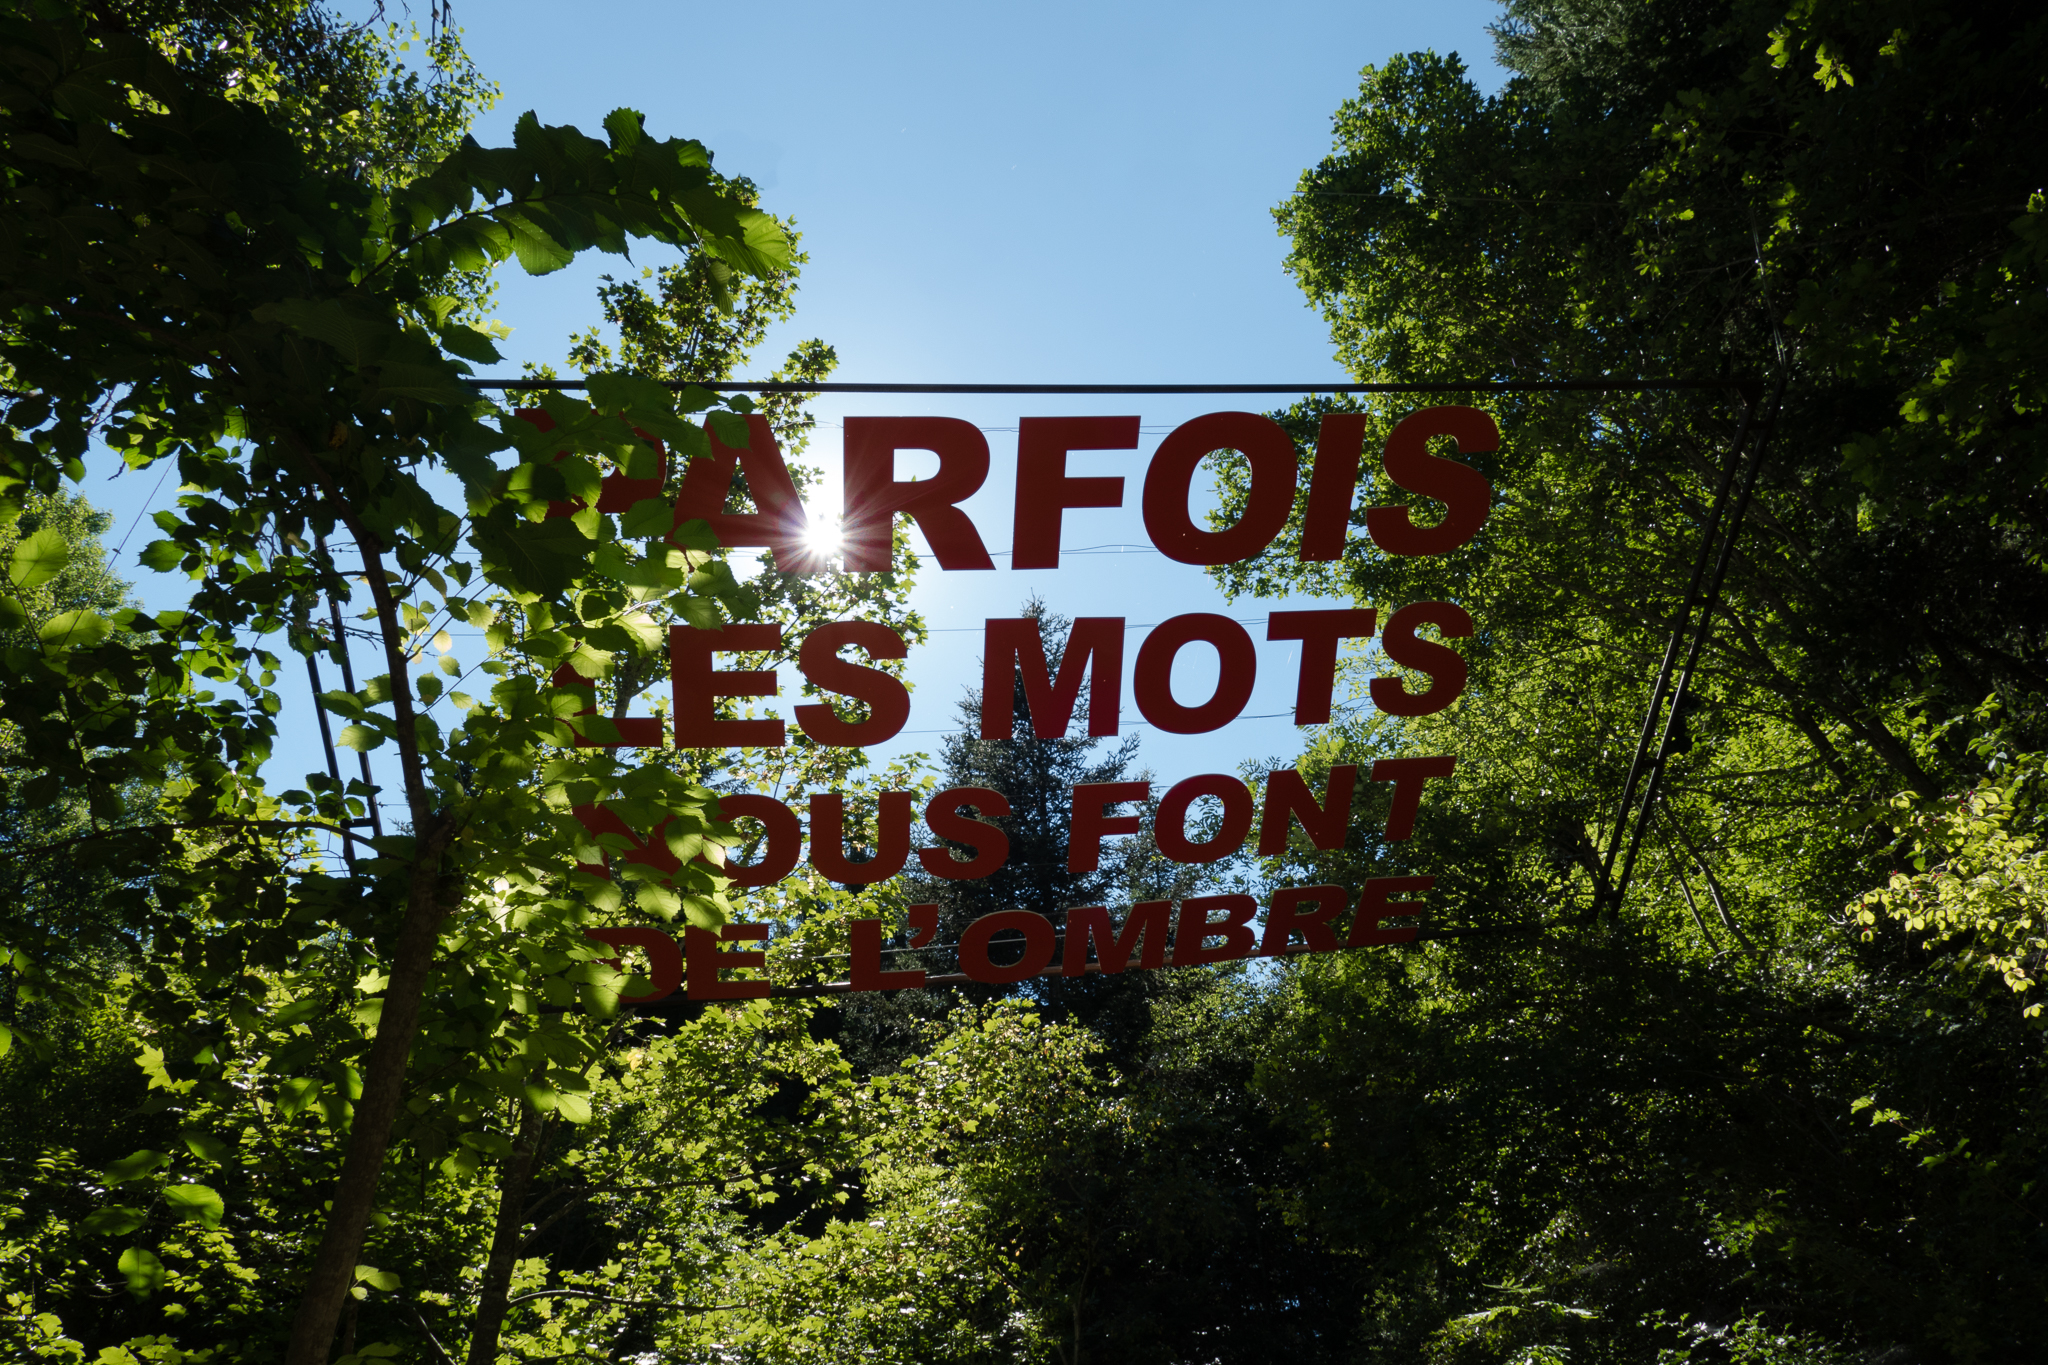 PARFOIS
LES MOTS
NOUS FONT
DE L'OMBRE